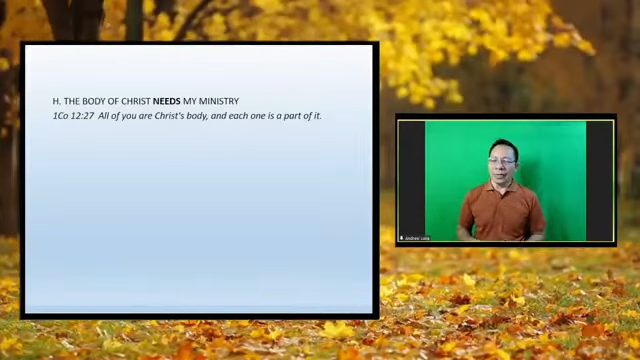 H. THE BODY OF CHRIST NEEDS MY MINISTRY
1Co 12:27 All of you are Christ's body, and each one is a part of it.
Andrew Luna